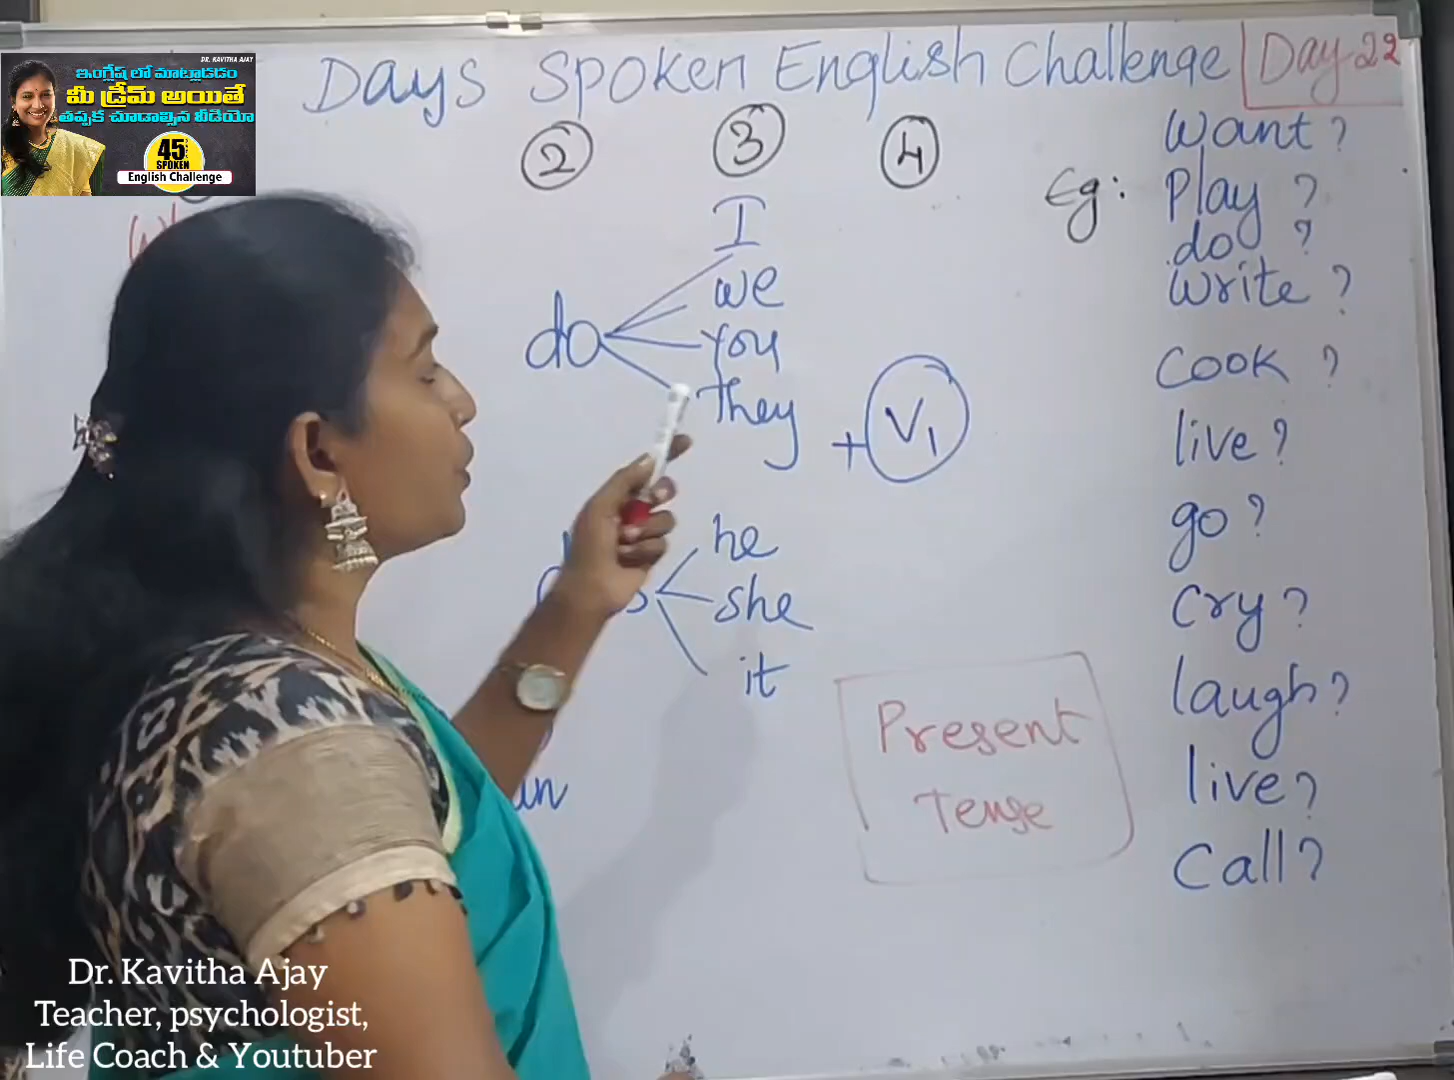 Days Spoken English Challenge Day 22
DR. KAVITHA AJAY
ఇంగ్లీష్ లో మాట్లాడడం
మీ డ్రీమ్ అయితే
తప్పక చూడాల్సిన వీడియో
45
SPOKEN
English Challenge
2 3 4
I
we
do you
they
+ V1
he
she
it
Present
Tense
Eg:
want?
Play ?
do ?
write ?
Cook ?
live?
go?
Cry?
laugh?
live?
Call?
Dr. Kavitha Ajay
Teacher, psychologist,
Life Coach & Youtuber